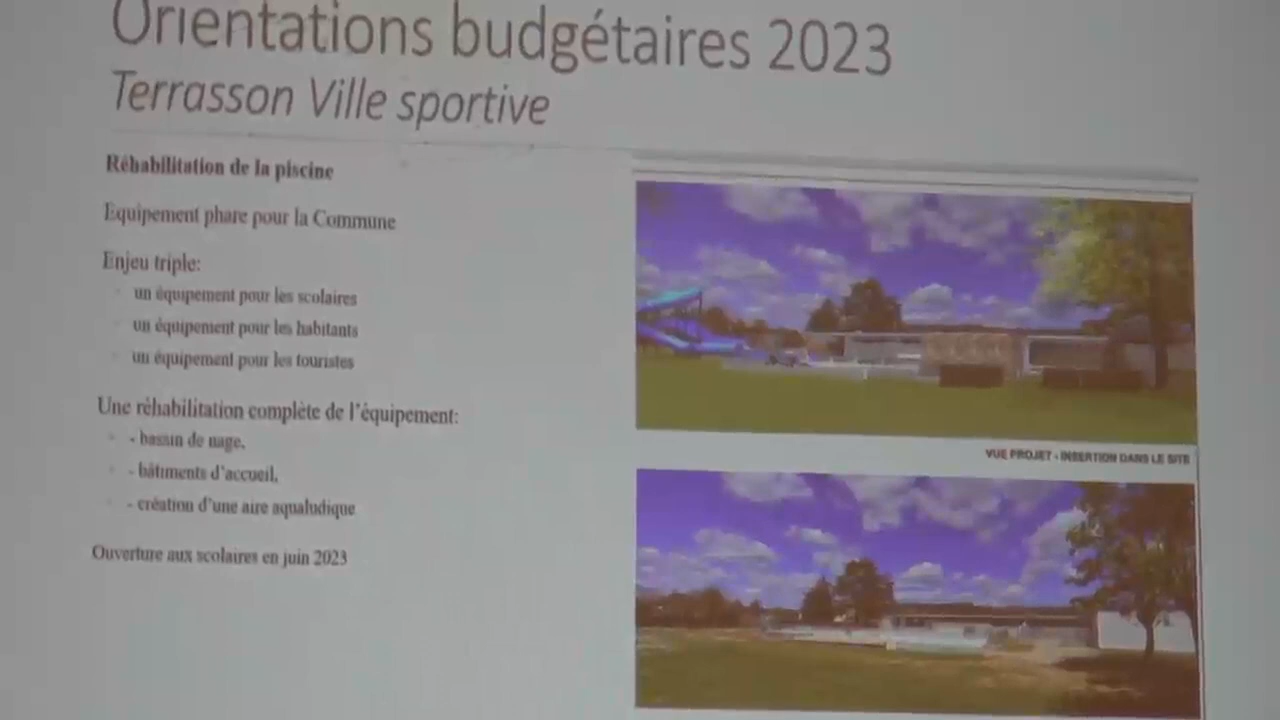 Orientations budgétaires 2023
Terrasson Ville sportive
Réhabilitation de la piscine
Equipement phare pour la Commune
Enjeu triple:
un équipement pour les scolaires
un équipement pour les habitants
un équipement pour les touristes
Une réhabilitation complète de l'équipement:
- bassin de nage,
- bâtiments d'accueil,
- création d'une aire aqualudique
Ouverture aux scolaires en juin 2023
VUE PROJET - INSERTION DANS LE SITE